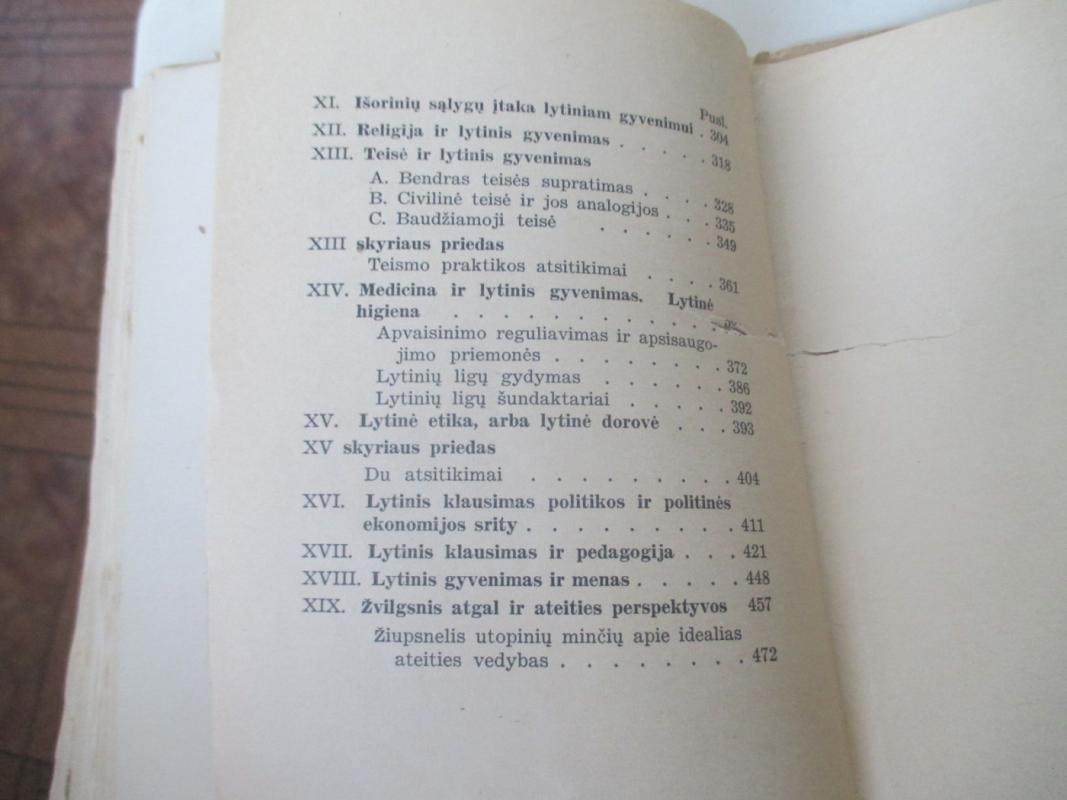 Pusl.
XI. Išorinių sąlygų įtaka lytiniam gyvenimui . 304
XII. Religija ir lytinis gyvenimas . . . . . 318
XIII. Teisė ir lytinis gyvenimas
A. Bendras teisės supratimas . . . . 328
B. Civilinė teisė ir jos analogijos . . . 335
C. Baudžiamoji teisė . . . . . . 349
XIII skyriaus priedas
Teismo praktikos atsitikimai . . . . 361
XIV. Medicina ir lytinis gyvenimas. Lytinė
higiena . . . . . . . . . . . .
Apvaisinimo reguliavimas ir apsisaugo-
jimo priemonės . . . . . . . . 372
Lytinių ligų gydymas . . . . . . 386
Lytinių ligų šundaktariai . . . . . 392
XV. Lytinė etika, arba lytinė dorovė . . . 393
XV skyriaus priedas
Du atsitikimai . . . . . . . . . 404
XVI. Lytinis klausimas politikos ir politinės
ekonomijos srity . . . . . . . . . 411
XVII. Lytinis klausimas ir pedagogija . . . 421
XVIII. Lytinis gyvenimas ir menas . . . . . 448
XIX. Žvilgsnis atgal ir ateities perspektyvos 457
Žiupsnelis utopinių minčių apie idealias
ateities vedybas . . . . . . . . 472